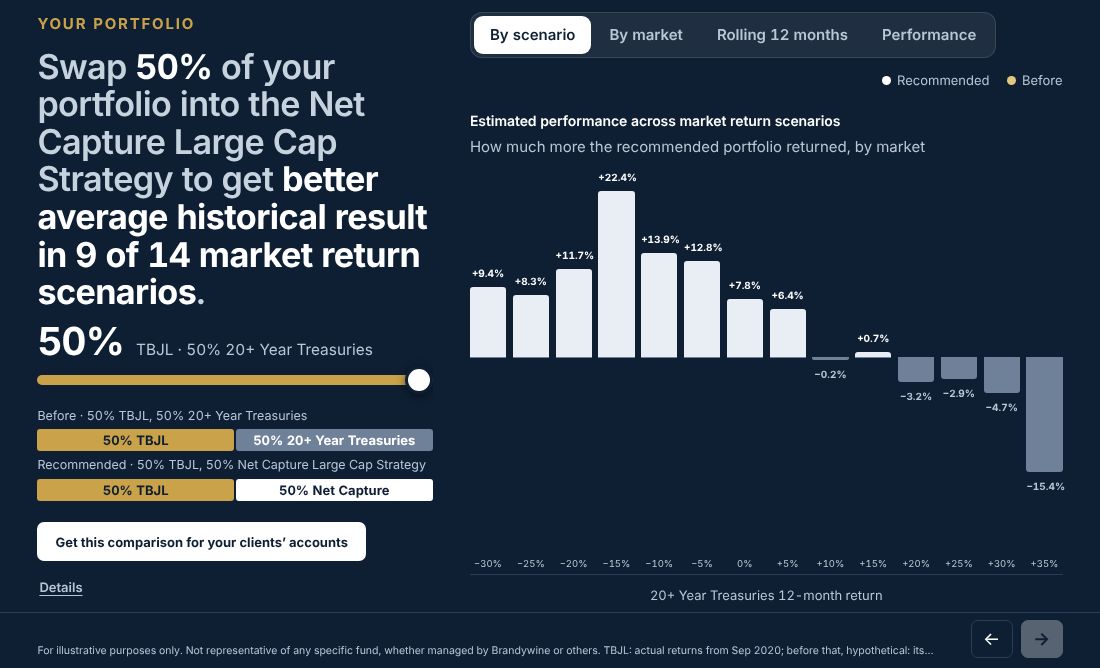 YOUR PORTFOLIO
Swap 50% of your
portfolio into the Net
Capture Large Cap
Strategy to get better
average historical result
in 9 of 14 market return
scenarios.
50% TBJL · 50% 20+ Year Treasuries
Before · 50% TBJL, 50% 20+ Year Treasuries
50% TBJL 50% 20+ Year Treasuries
Recommended · 50% TBJL, 50% Net Capture Large Cap Strategy
50% TBJL 50% Net Capture
Get this comparison for your clients’ accounts
Details
By scenario By market Rolling 12 months Performance
Recommended Before
Estimated performance across market return scenarios
How much more the recommended portfolio returned, by market
+9.4% +8.3% +11.7% +22.4% +13.9% +12.8% +7.8% +6.4% −0.2% +0.7% −3.2% −2.9% −4.7% −15.4%
−30% −25% −20% −15% −10% −5% 0% +5% +10% +15% +20% +25% +30% +35%
20+ Year Treasuries 12-month return
For illustrative purposes only. Not representative of any specific fund, whether managed by Brandywine or others. TBJL: actual returns from Sep 2020; before that, hypothetical: its…